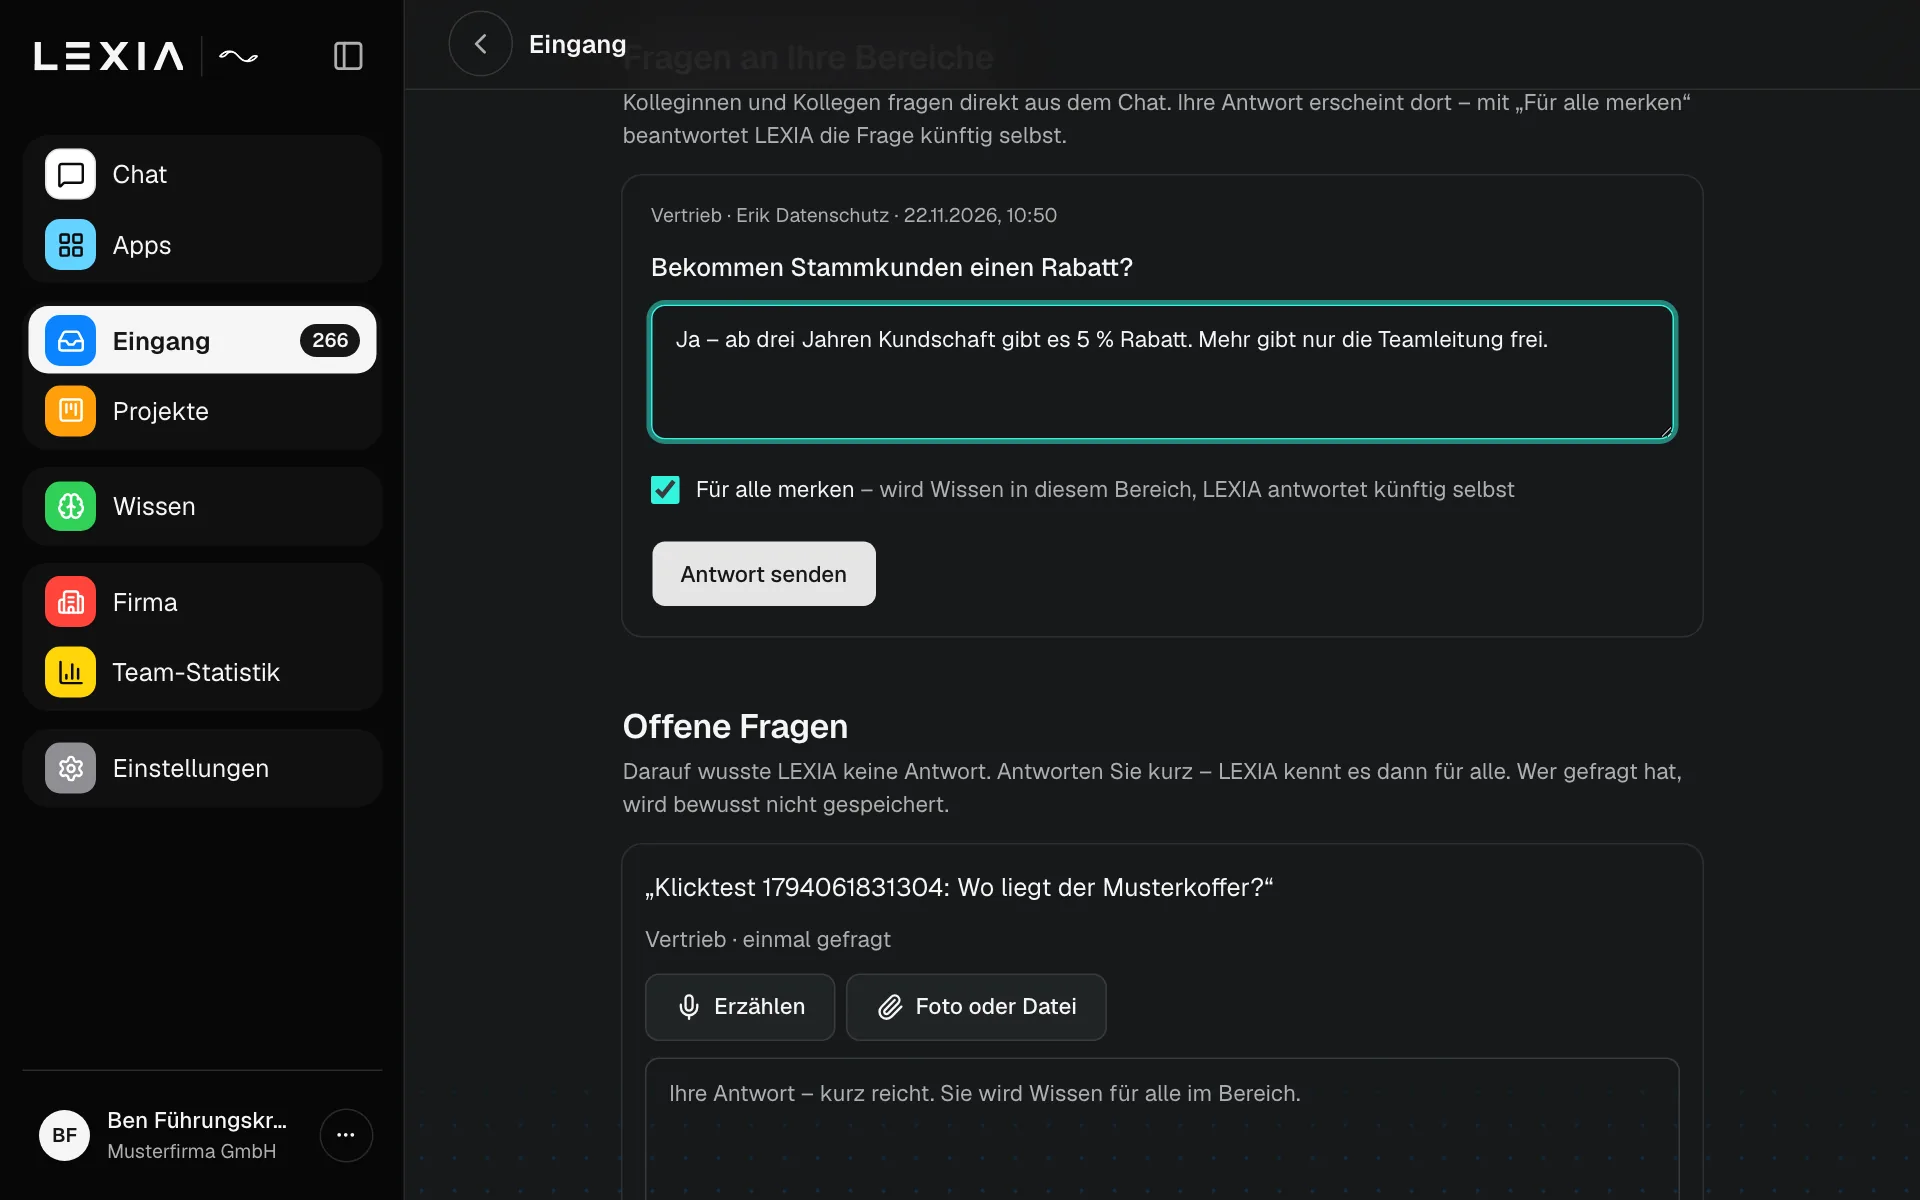 LEXIA
Chat
Apps
Eingang
266
Projekte
Wissen
Firma
Team-Statistik
Einstellungen
BF
Ben Führungskr...
Musterfirma GmbH
Eingang
Fragen an Ihre Bereiche
Kolleginnen und Kollegen fragen direkt aus dem Chat. Ihre Antwort erscheint dort – mit „Für alle merken“
beantwortet LEXIA die Frage künftig selbst.
Vertrieb · Erik Datenschutz · 22.11.2026, 10:50
Bekommen Stammkunden einen Rabatt?
Ja – ab drei Jahren Kundschaft gibt es 5 % Rabatt. Mehr gibt nur die Teamleitung frei.
Für alle merken – wird Wissen in diesem Bereich, LEXIA antwortet künftig selbst
Antwort senden
Offene Fragen
Darauf wusste LEXIA keine Antwort. Antworten Sie kurz – LEXIA kennt es dann für alle. Wer gefragt hat,
wird bewusst nicht gespeichert.
„Klicktest 1794061831304: Wo liegt der Musterkoffer?“
Vertrieb · einmal gefragt
Erzählen
Foto oder Datei
Ihre Antwort – kurz reicht. Sie wird Wissen für alle im Bereich.